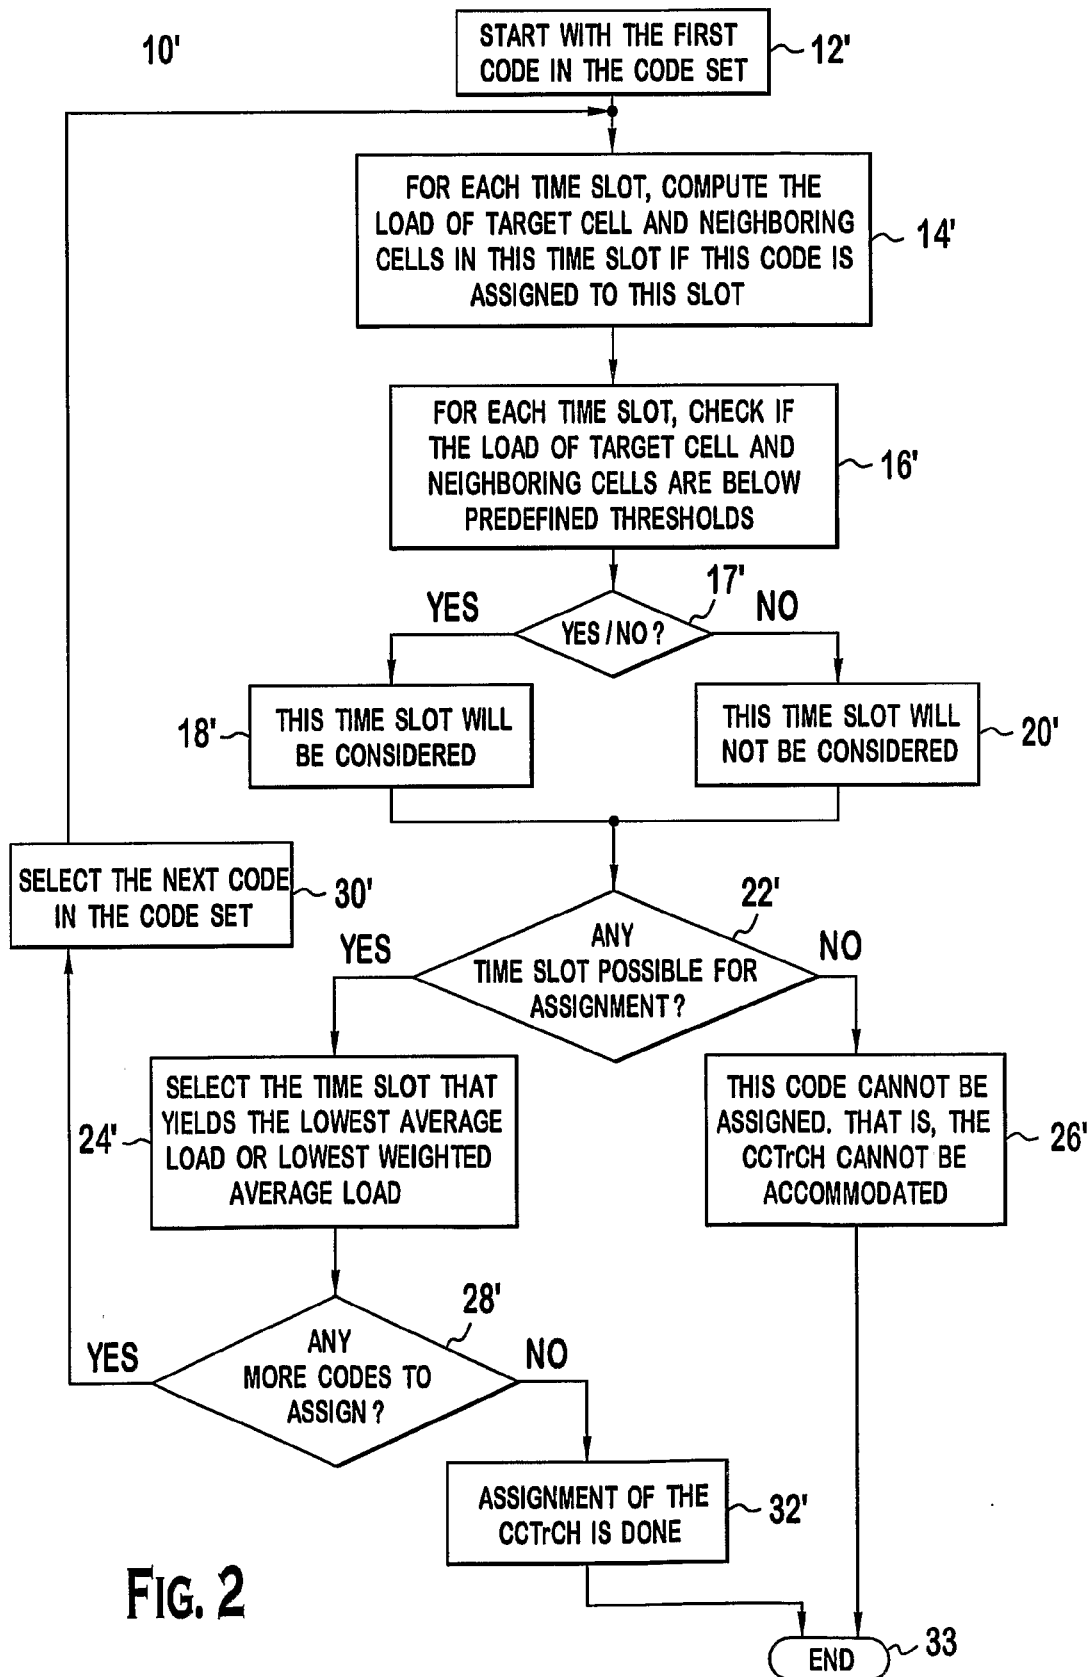 10'
START WITH THE FIRST
CODE IN THE CODE SET
12'
FOR EACH TIME SLOT, COMPUTE THE
LOAD OF TARGET CELL AND NEIGHBORING
CELLS IN THIS TIME SLOT IF THIS CODE IS
ASSIGNED TO THIS SLOT
14'
FOR EACH TIME SLOT, CHECK IF
THE LOAD OF TARGET CELL AND
NEIGHBORING CELLS ARE BELOW
PREDEFINED THRESHOLDS
16'
17'
YES
YES / NO ?
NO
18'
THIS TIME SLOT WILL
BE CONSIDERED
THIS TIME SLOT WILL
NOT BE CONSIDERED
20'
SELECT THE NEXT CODE
IN THE CODE SET
30'
22'
YES
ANY
TIME SLOT POSSIBLE FOR
ASSIGNMENT ?
NO
24'
SELECT THE TIME SLOT THAT
YIELDS THE LOWEST AVERAGE
LOAD OR LOWEST WEIGHTED
AVERAGE LOAD
THIS CODE CANNOT BE
ASSIGNED. THAT IS, THE
CCTrCH CANNOT BE
ACCOMMODATED
26'
28'
YES
ANY
MORE CODES TO
ASSIGN ?
NO
ASSIGNMENT OF THE
CCTrCH IS DONE
32'
FIG. 2
END
33